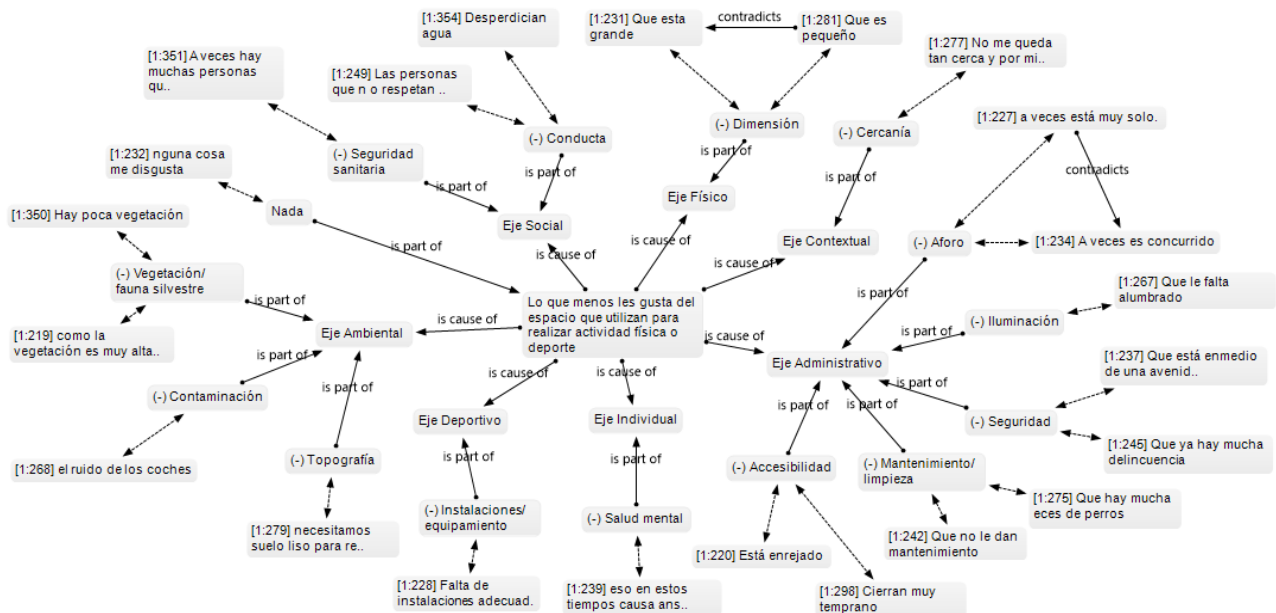 [1:354] Desperdician
agua
[1:231] Que esta
grande
contradicts
[1:281] Que es
pequeño
[1:351] A veces hay
muchas personas
qu..
[1:249] Las personas
que n o respetan ..
[1:277] No me queda
tan cerca y por mi..
(-) Dimensión
(-) Cercanía
[1:227] a veces está muy solo.
(-) Conducta
is part of
[1:232] nguna cosa
me disgusta
(-) Seguridad
sanitaria
is part of
is part of
is part of
contradicts
Nada
Eje Físico
[1:350] Hay poca vegetación
Eje Social
is part of
is cause of
is cause of
Eje Contextual
(-) Aforo
[1:234] A veces es concurrido
(-) Vegetación/
fauna silvestre
is cause of
is part of
[1:267] Que le falta
alumbrado
is part of
Lo que menos les gusta del
espacio que utilizan para
realizar actividad física o
deporte
is cause of
Eje Ambiental
is cause of
(-) Iluminación
is part of
[1:219] como la
vegetación es muy alta..
is part of
is part of
Eje Administrativo
[1:237] Que está enmedio
de una avenid..
is cause of
is cause of
(-) Contaminación
is part of
is part of
is part of
Eje Deportivo
Eje Individual
(-) Seguridad
[1:268] el ruido de los coches
(-) Topografía
is part of
is part of
(-) Accesibilidad
(-) Mantenimiento/
limpieza
[1:245] Que ya hay mucha
delincuencia
(-) Instalaciones/
equipamiento
(-) Salud mental
[1:275] Que hay mucha
eces de perros
[1:279] necesitamos
suelo liso para re..
[1:220] Está enrejado
[1:242] Que no le dan
mantenimiento
[1:228] Falta de
instalaciones adecuad.
[1:239] eso en estos
tiempos causa ans..
[1:298] Cierran muy
temprano